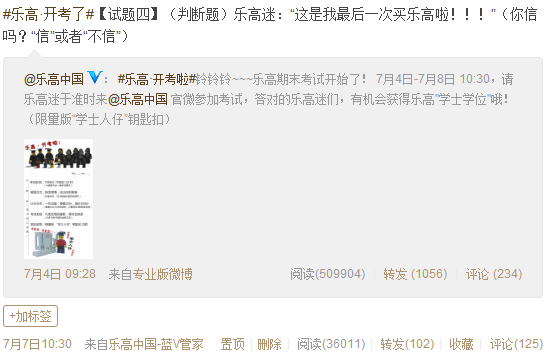 #乐高·开考了#【试题四】（判断题）乐高迷：“这是我最后一次买乐高啦！！！”（你信
吗？“信”或者“不信”）
@乐高中国 V： #乐高·开考啦#铃铃铃~~~乐高期末考试开始了！ 7月4日-7月8日 10:30，请
乐高迷于准时来@乐高中国 官微参加考试，答对的乐高迷们，有机会获得乐高“学士学位”哦！
（限量版“学士人仔”钥匙扣）
乐高·开考啦！
7月4日 09:28 来自专业版微博 阅读(509904) 转发 (1056) 评论 (234)
+加标签
7月7日10:30 来自乐高中国-蓝V管家 置顶 删除 阅读(36011) 转发(102) 收藏 评论(125)